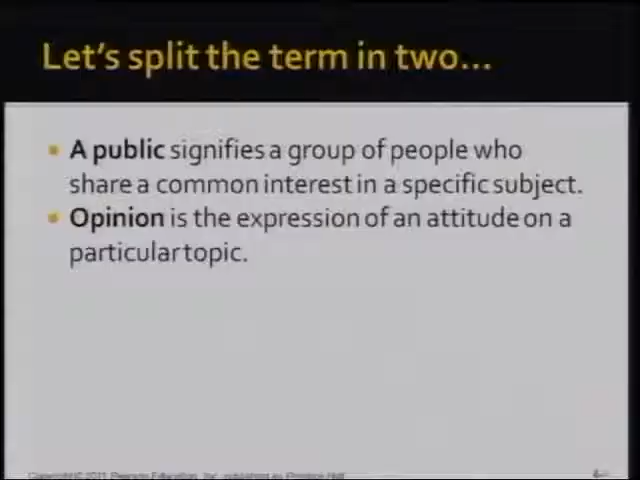 Let's split the term in two...
A public signifies a group of people who
share a common interest in a specific subject.
Opinion is the expression of an attitude on a
particular topic.
Copyright © 2011 Pearson Education, Inc. publishing as Prentice Hall